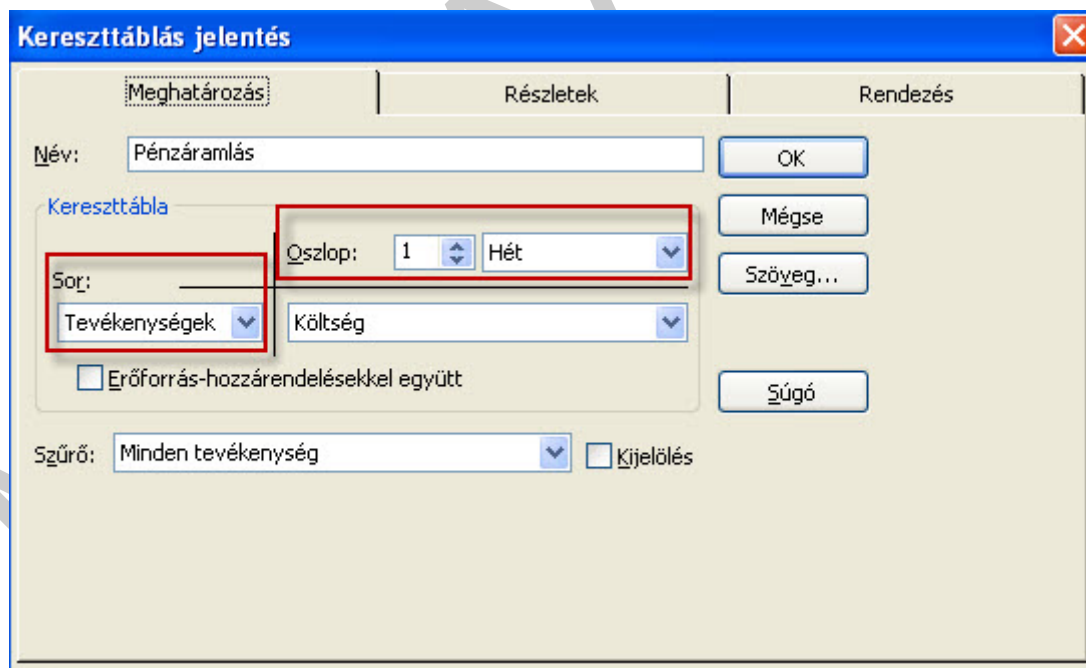 Kereszttáblás jelentés
Meghatározás Részletek Rendezés
Név: Pénzáramlás OK
Kereszttábla Mégse
Oszlop: 1 Hét
Sor: Szöveg...
Tevékenységek Költség
Erőforrás-hozzárendelésekkel együtt Súgó
Szűrő: Minden tevékenység Kijelölés